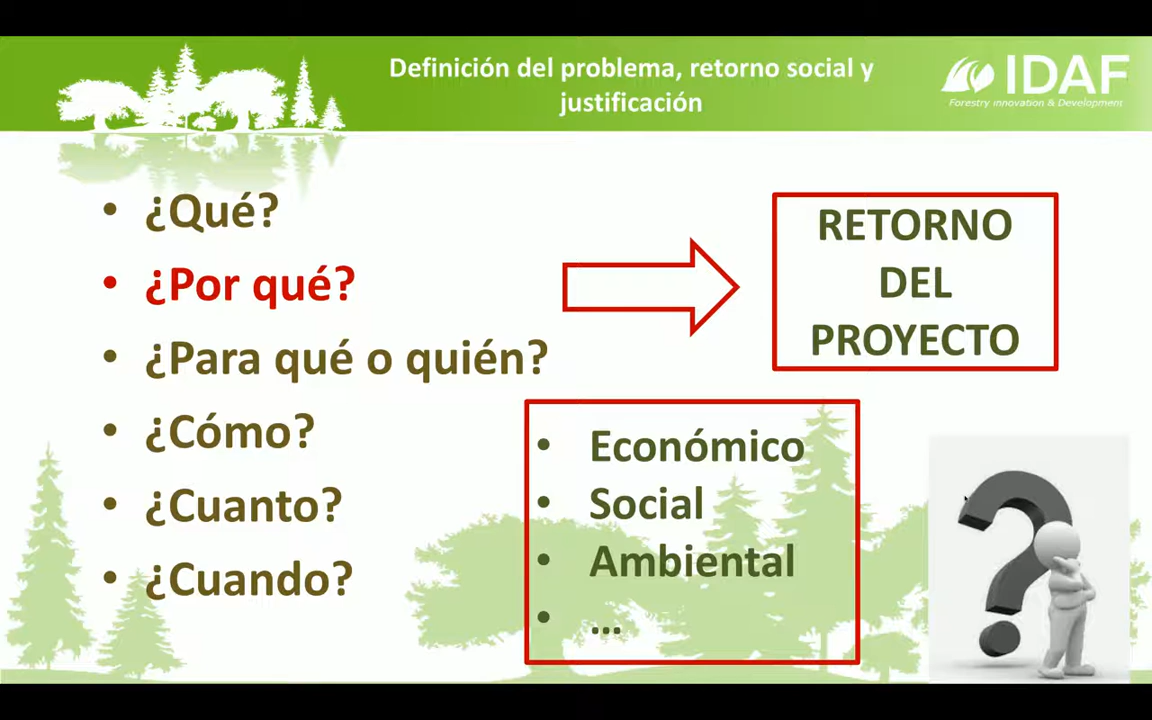 Definición del problema, retorno social y
justificación
IDAF
Forestry innovation & Development
• ¿Qué?
• ¿Por qué?
• ¿Para qué o quién?
• ¿Cómo?
• ¿Cuanto?
• ¿Cuando?
RETORNO
DEL
PROYECTO
• Económico
• Social
• Ambiental
• ...